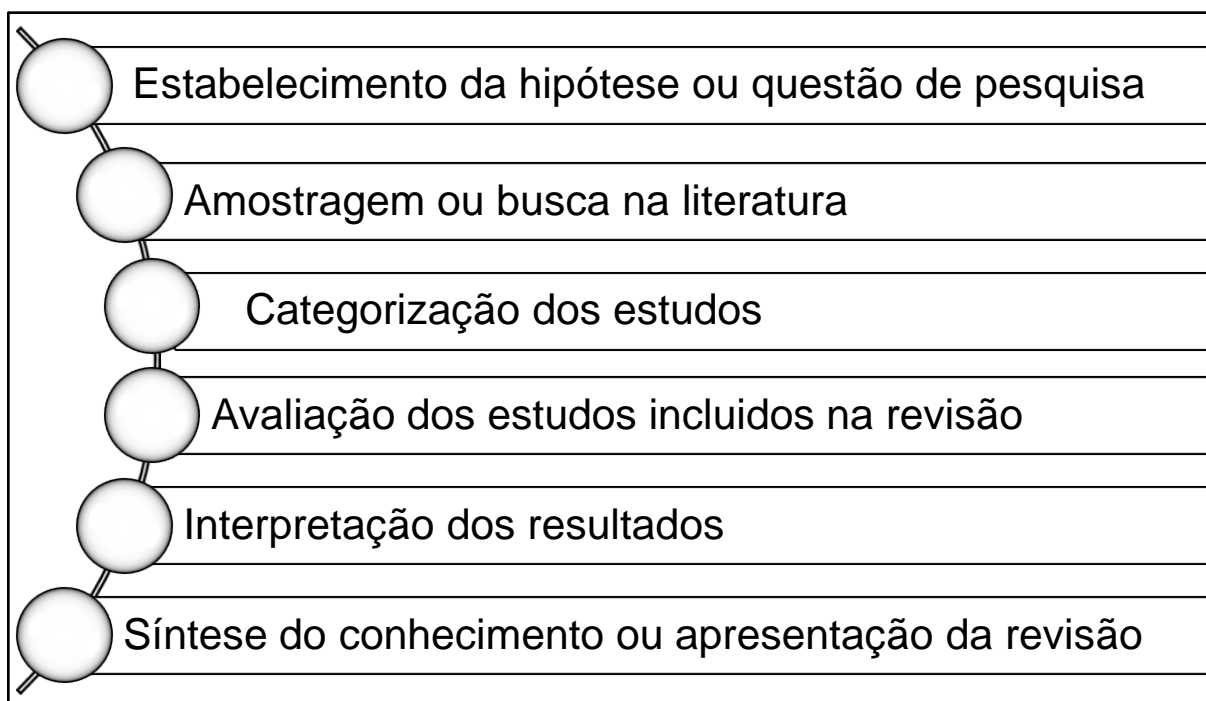 Estabelecimento da hipótese ou questão de pesquisa
Amostragem ou busca na literatura
Categorização dos estudos
Avaliação dos estudos incluidos na revisão
Interpretação dos resultados
Síntese do conhecimento ou apresentação da revisão